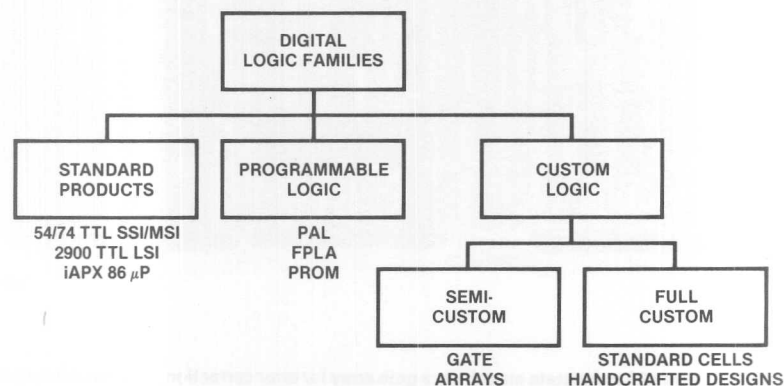 DIGITAL
LOGIC FAMILIES
STANDARD
PRODUCTS
54/74 TTL SSI/MSI
2900 TTL LSI
iAPX 86 μP
PROGRAMMABLE
LOGIC
PAL
FPLA
PROM
CUSTOM
LOGIC
SEMI-
CUSTOM
GATE
ARRAYS
FULL
CUSTOM
STANDARD CELLS
HANDCRAFTED DESIGNS